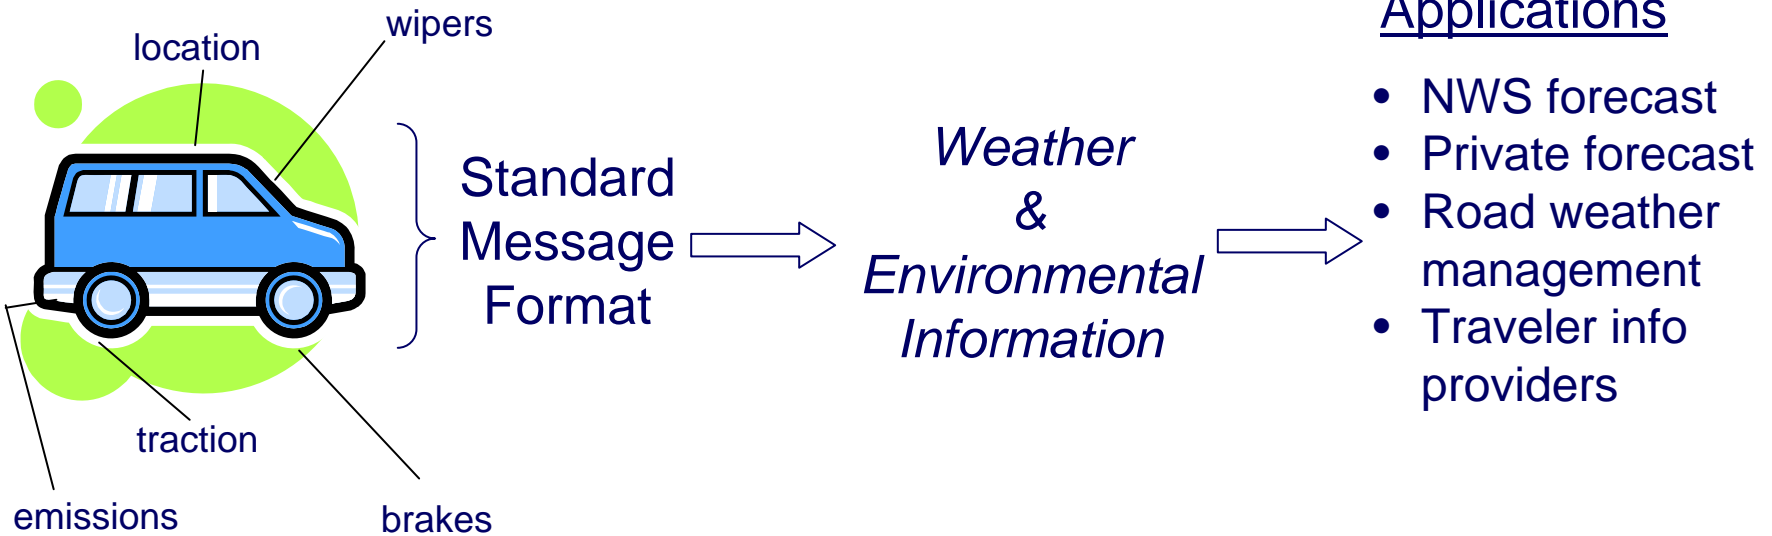 location
wipers
traction
emissions
brakes
Standard
Message
Format
Weather
&
Environmental
Information
Applications
• NWS forecast
• Private forecast
• Road weather
management
• Traveler info
providers